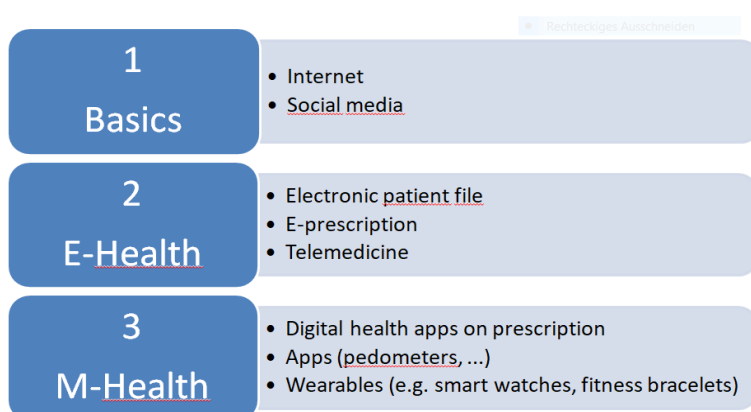 Rechteckiges Ausschneiden
1
Basics
• Internet
• Social media
2
E-Health
• Electronic patient file
• E-prescription
• Telemedicine
3
M-Health
• Digital health apps on prescription
• Apps (pedometers, ...)
• Wearables (e.g. smart watches, fitness bracelets)